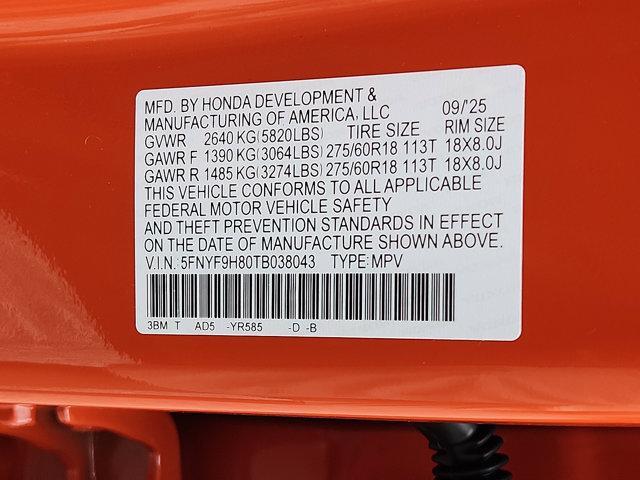 MFD. BY HONDA DEVELOPMENT &
MANUFACTURING OF AMERICA, LLC 09/'25
GVWR 2640 KG(5820LBS) TIRE SIZE RIM SIZE
GAWR F 1390 KG(3064LBS) 275/60R18 113T 18X8.0J
GAWR R 1485 KG(3274LBS) 275/60R18 113T 18X8.0J
THIS VEHICLE CONFORMS TO ALL APPLICABLE
FEDERAL MOTOR VEHICLE SAFETY
AND THEFT PREVENTION STANDARDS IN EFFECT
ON THE DATE OF MANUFACTURE SHOWN ABOVE.
V.I.N.: 5FNYF9H80TB038043 TYPE: MPV
3BM T AD5 -YR585 -D -B